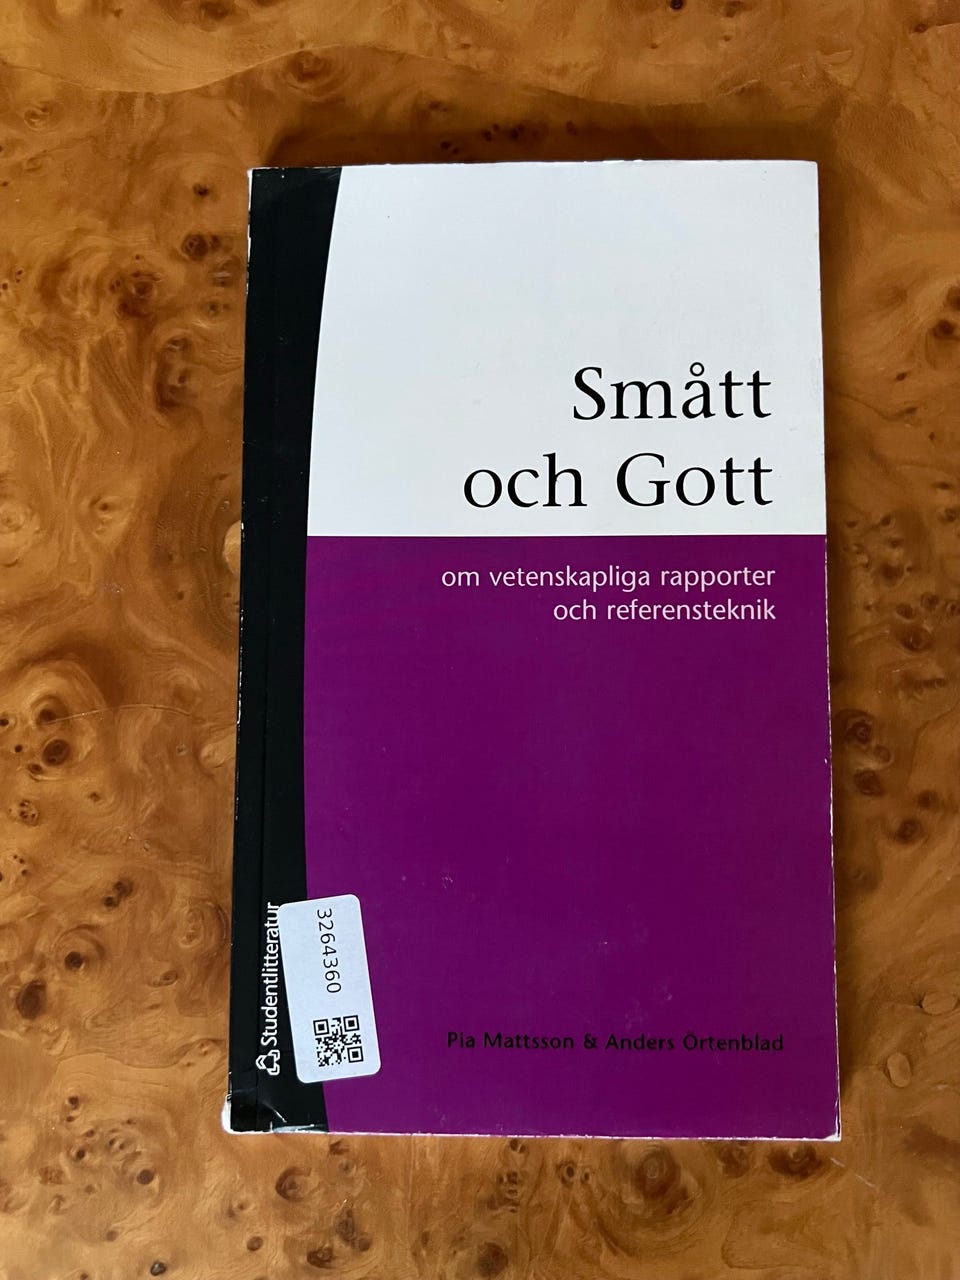 Smått
och Gott
om vetenskapliga rapporter
och referensteknik
Pia Mattsson & Anders Örtenblad
Studentlitteratur
3264360